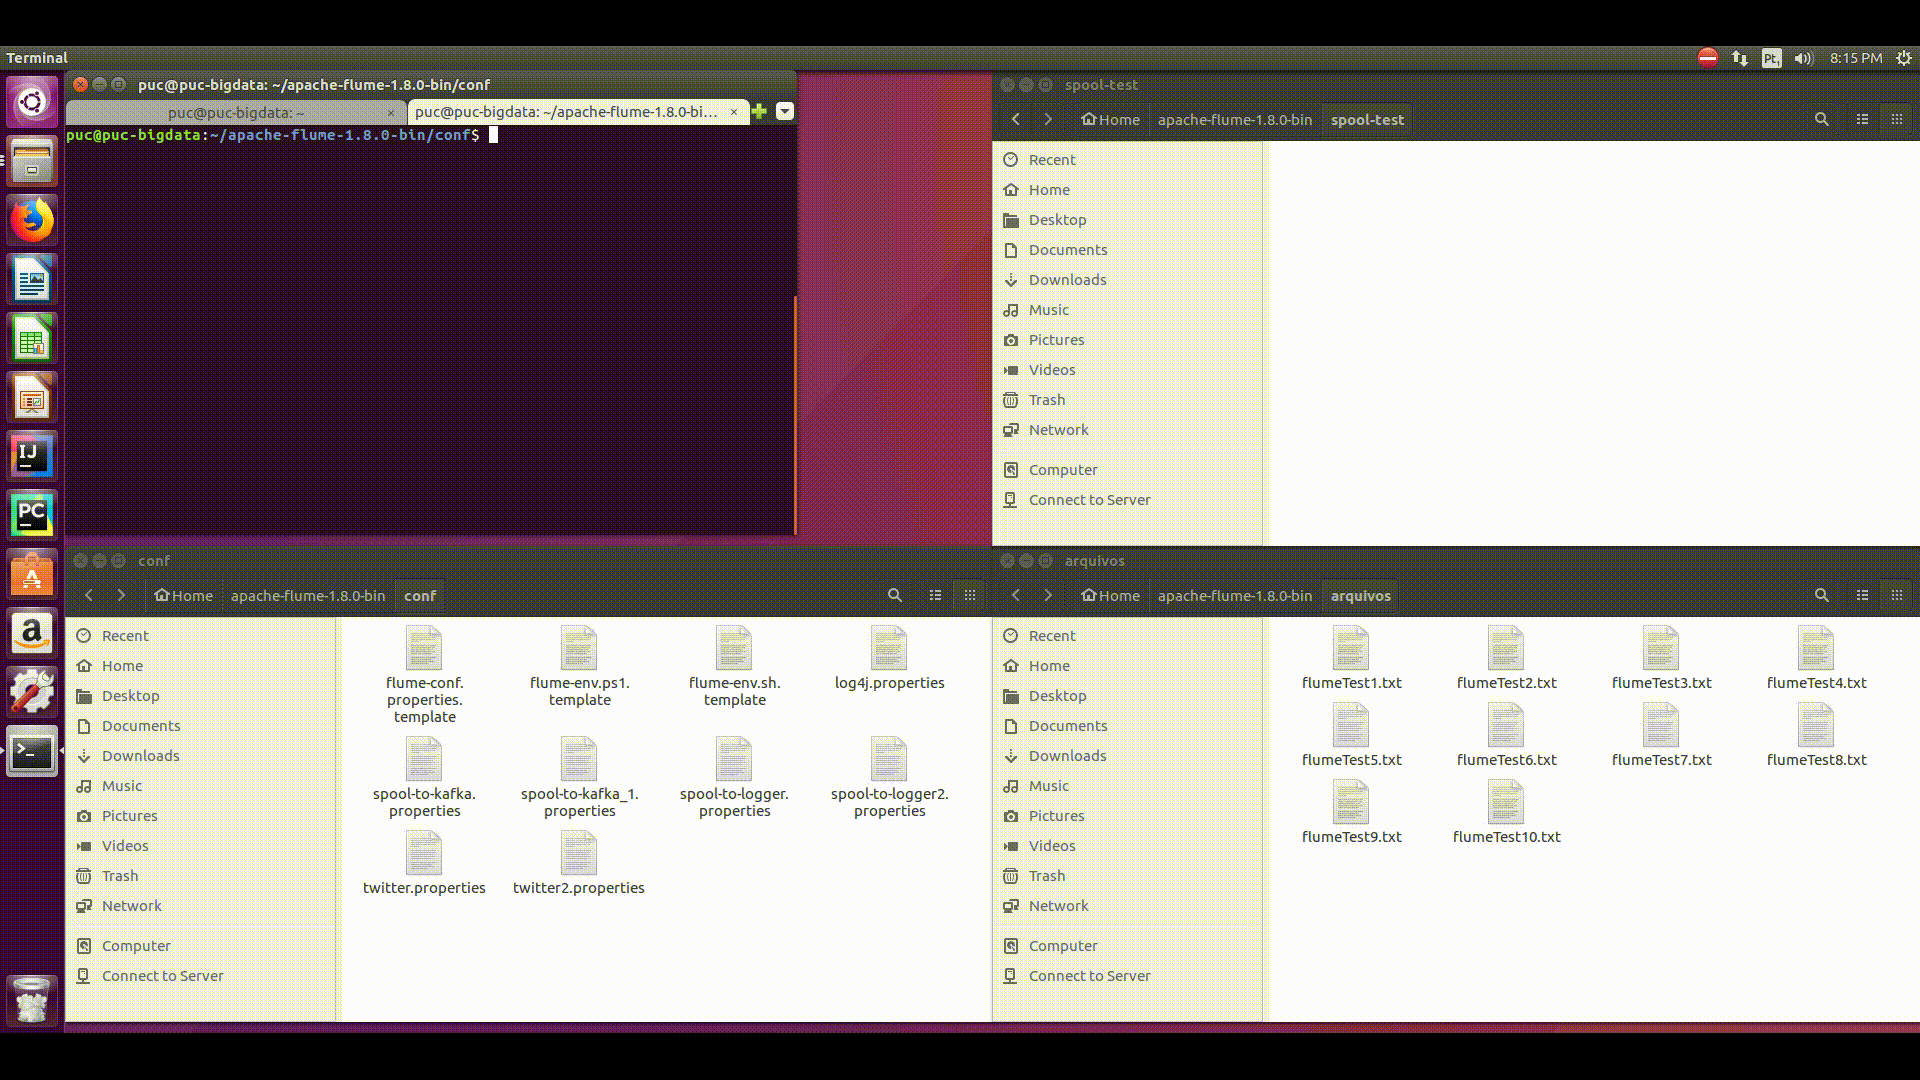 Terminal
Pt
8:15 PM
puc@puc-bigdata: ~/apache-flume-1.8.0-bin/conf
puc@puc-bigdata: ~
puc@puc-bigdata: ~/apache-flume-1.8.0-bi...
puc@puc-bigdata:~/apache-flume-1.8.0-bin/conf$
spool-test
Home
apache-flume-1.8.0-bin
spool-test
Recent
Home
Desktop
Documents
Downloads
Music
Pictures
Videos
Trash
Network
Computer
Connect to Server
IJ
PC
conf
Home
apache-flume-1.8.0-bin
conf
Recent
Home
Desktop
Documents
Downloads
Music
Pictures
Videos
Trash
Network
Computer
Connect to Server
flume-conf.
properties.
template
flume-env.ps1.
template
flume-env.sh.
template
log4j.properties
spool-to-kafka.
properties
spool-to-kafka_1.
properties
spool-to-logger.
properties
spool-to-logger2.
properties
twitter.properties
twitter2.properties
arquivos
Home
apache-flume-1.8.0-bin
arquivos
Recent
Home
Desktop
Documents
Downloads
Music
Pictures
Videos
Trash
Network
Computer
Connect to Server
flumeTest1.txt
flumeTest2.txt
flumeTest3.txt
flumeTest4.txt
flumeTest5.txt
flumeTest6.txt
flumeTest7.txt
flumeTest8.txt
flumeTest9.txt
flumeTest10.txt